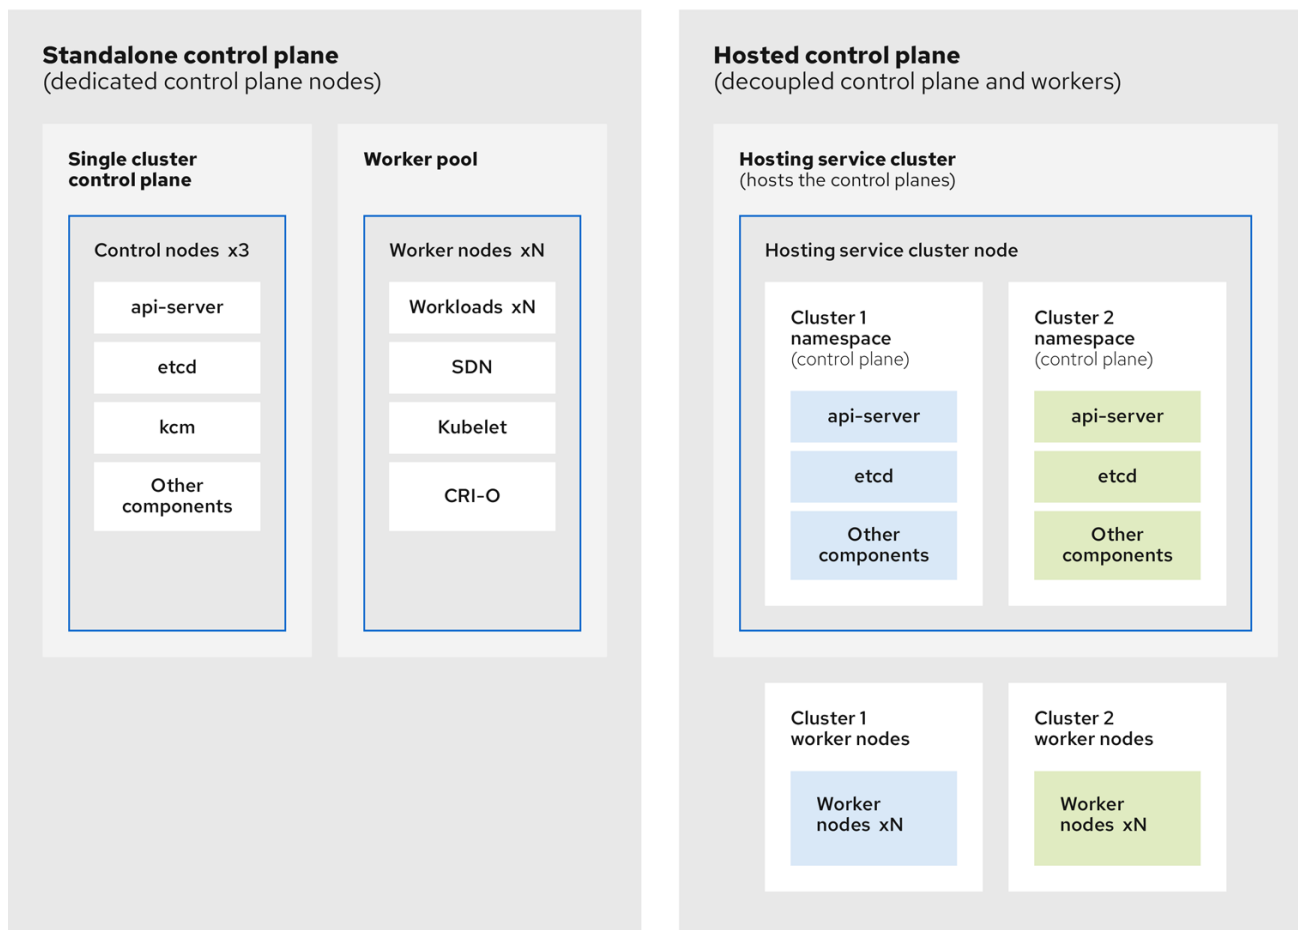 Standalone control plane
(dedicated control plane nodes)
Single cluster
control plane
Control nodes x3
api-server
etcd
kcm
Other
components
Worker pool
Worker nodes xN
Workloads xN
SDN
Kubelet
CRI-O
Hosted control plane
(decoupled control plane and workers)
Hosting service cluster
(hosts the control planes)
Hosting service cluster node
Cluster 1
namespace
(control plane)
api-server
etcd
Other
components
Cluster 2
namespace
(control plane)
api-server
etcd
Other
components
Cluster 1
worker nodes
Worker
nodes xN
Cluster 2
worker nodes
Worker
nodes xN